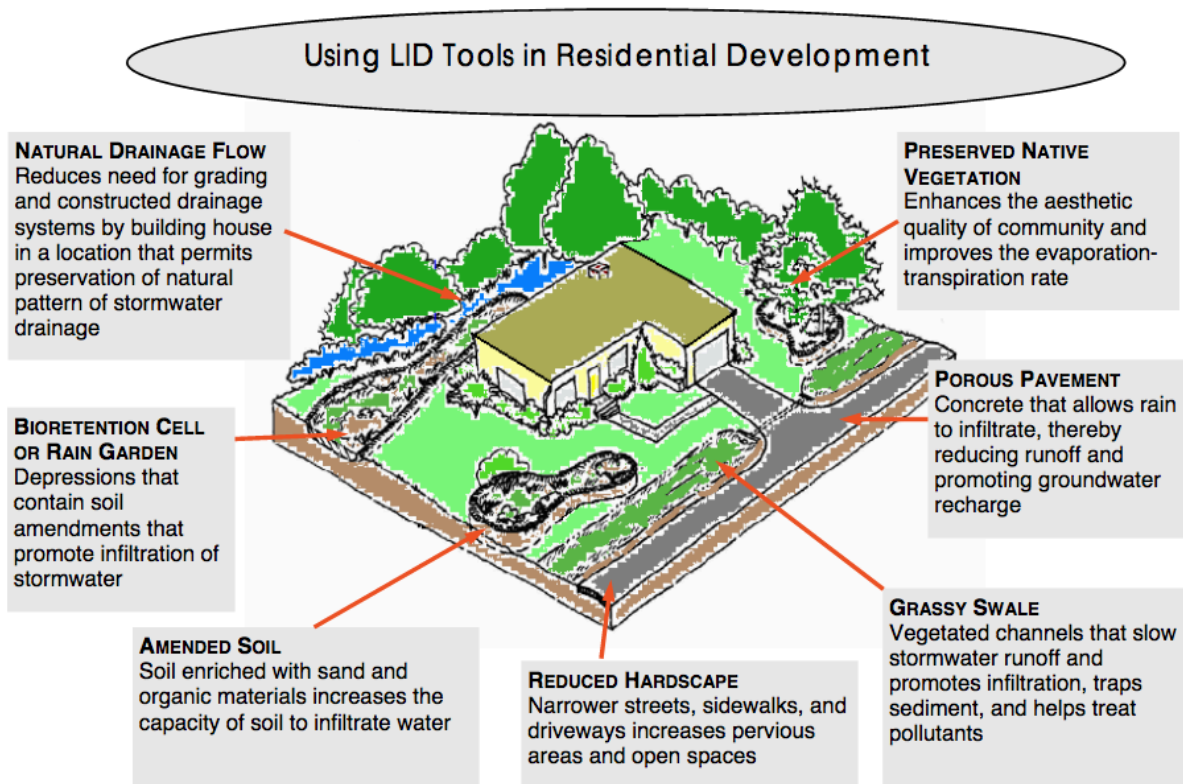 Using LID Tools in Residential Development
NATURAL DRAINAGE FLOW
Reduces need for grading
and constructed drainage
systems by building house
in a location that permits
preservation of natural
pattern of stormwater
drainage
PRESERVED NATIVE
VEGETATION
Enhances the aesthetic
quality of community and
improves the evaporation-
transpiration rate
BIORETENTION CELL
OR RAIN GARDEN
Depressions that
contain soil
amendments that
promote infiltration of
stormwater
POROUS PAVEMENT
Concrete that allows rain
to infiltrate, thereby
reducing runoff and
promoting groundwater
recharge
AMENDED SOIL
Soil enriched with sand and
organic materials increases the
capacity of soil to infiltrate water
REDUCED HARDSCAPE
Narrower streets, sidewalks, and
driveways increases pervious
areas and open spaces
GRASSY SWALE
Vegetated channels that slow
stormwater runoff and
promotes infiltration, traps
sediment, and helps treat
pollutants